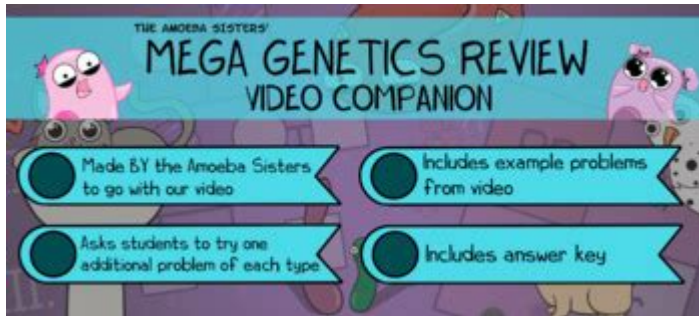 THE AMOEBA SISTERS'
MEGA GENETICS REVIEW
VIDEO COMPANION
Made BY the Amoeba Sisters
to go with our video
Includes example problems
from video
Asks students to try one
additional problem of each type
Includes answer key